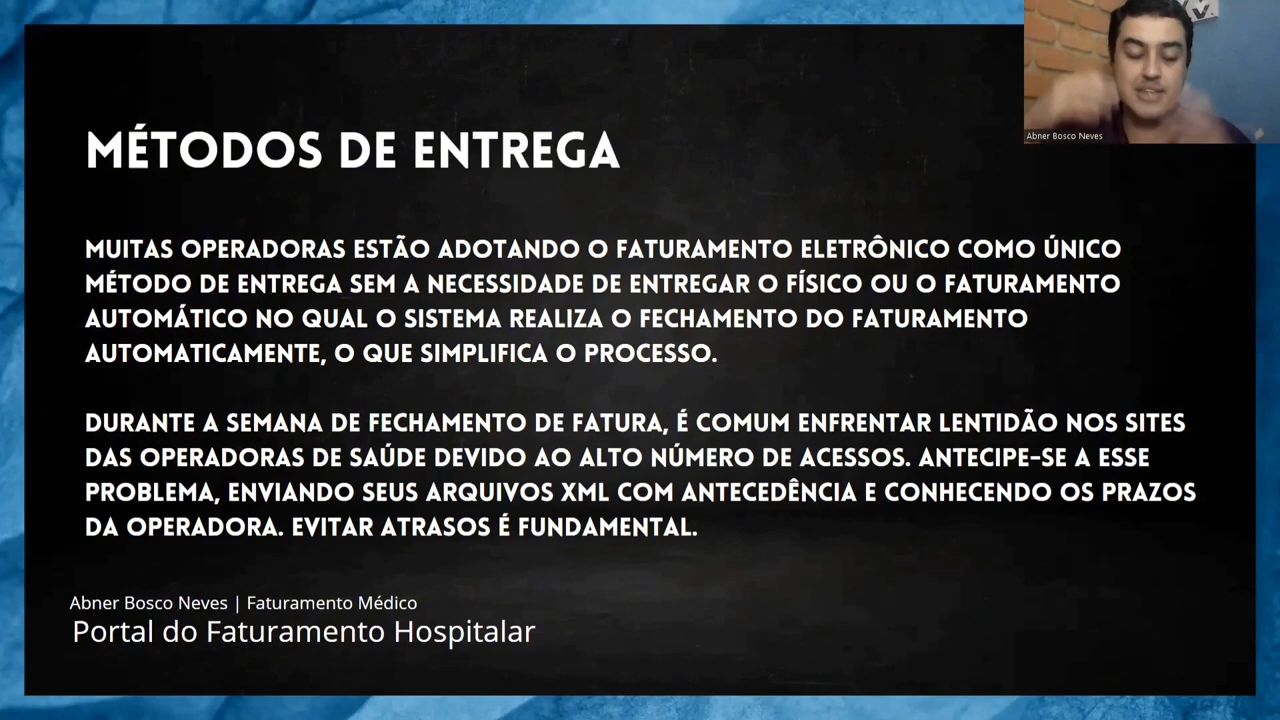 Abner Bosco Neves
MÉTODOS DE ENTREGA
MUITAS OPERADORAS ESTÃO ADOTANDO O FATURAMENTO ELETRÔNICO COMO ÚNICO
MÉTODO DE ENTREGA SEM A NECESSIDADE DE ENTREGAR O FÍSICO OU O FATURAMENTO
AUTOMÁTICO NO QUAL O SISTEMA REALIZA O FECHAMENTO DO FATURAMENTO
AUTOMATICAMENTE, O QUE SIMPLIFICA O PROCESSO.
DURANTE A SEMANA DE FECHAMENTO DE FATURA, É COMUM ENFRENTAR LENTIDÃO NOS SITES
DAS OPERADORAS DE SAÚDE DEVIDO AO ALTO NÚMERO DE ACESSOS. ANTECIPE-SE A ESSE
PROBLEMA, ENVIANDO SEUS ARQUIVOS XML COM ANTECEDÊNCIA E CONHECENDO OS PRAZOS
DA OPERADORA. EVITAR ATRASOS É FUNDAMENTAL.
Abner Bosco Neves | Faturamento Médico
Portal do Faturamento Hospitalar